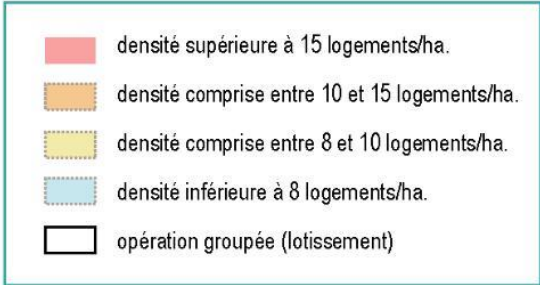 densité supérieure à 15 logements/ha.
densité comprise entre 10 et 15 logements/ha.
densité comprise entre 8 et 10 logements/ha.
densité inférieure à 8 logements/ha.
opération groupée (lotissement)